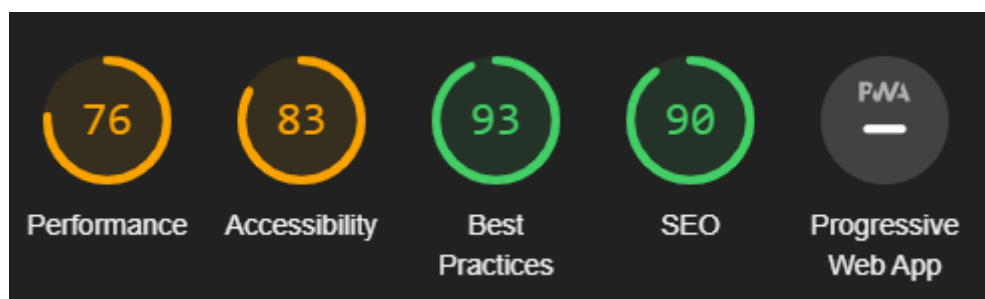 76 83 93 90 PWA
Performance Accessibility Best Practices SEO Progressive Web App